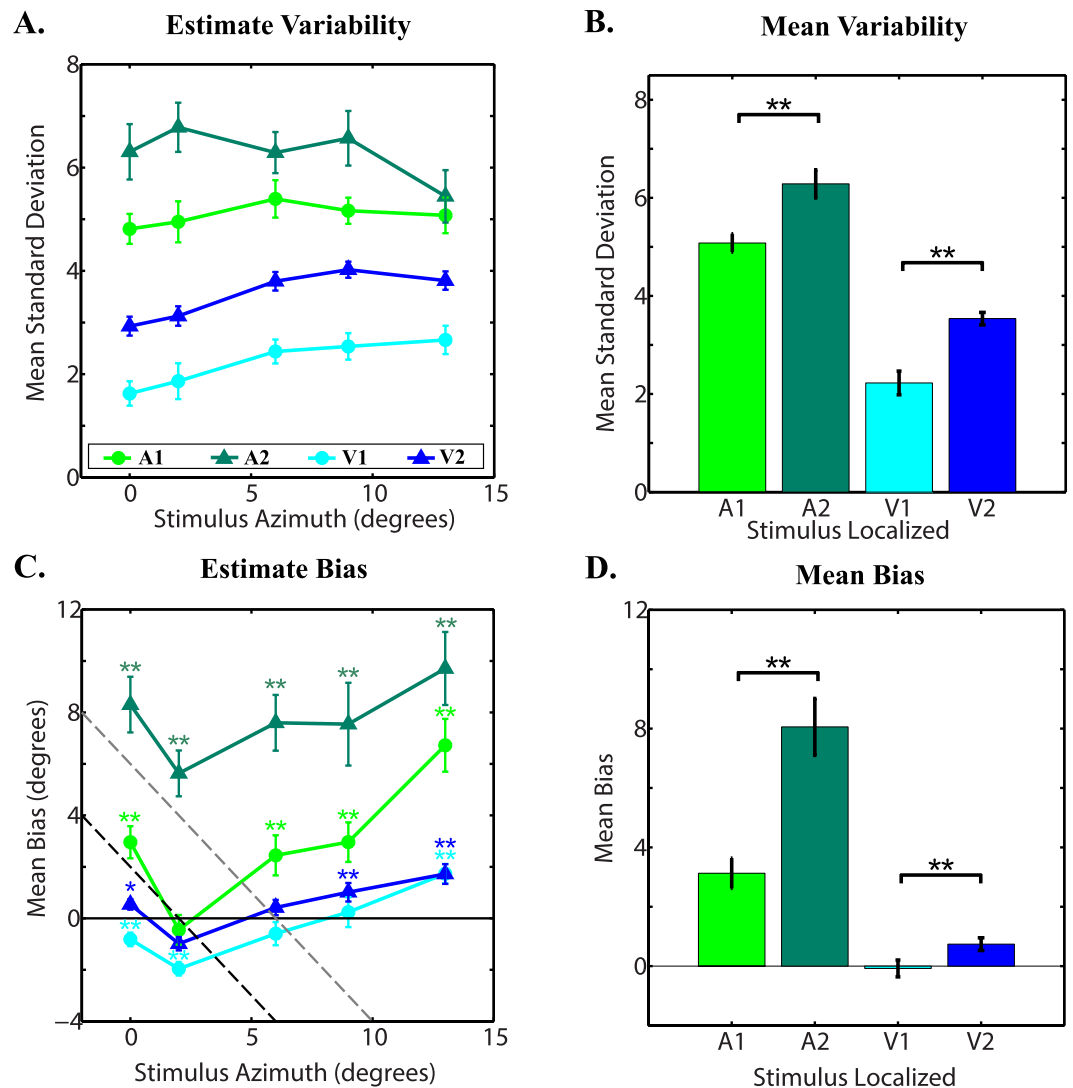 A. Estimate Variability
Mean Standard Deviation
8
6
4
2
0
A1 A2 V1 V2
0 5 10 15
Stimulus Azimuth (degrees)
B. Mean Variability
Mean Standard Deviation
8
6
4
2
0
**
**
A1 A2 V1 V2
Stimulus Localized
C. Estimate Bias
Mean Bias (degrees)
12
8
4
0
−4
**
**
**
**
**
**
**
**
**
**
**
*
**
**
**
0 5 10 15
Stimulus Azimuth (degrees)
D. Mean Bias
Mean Bias
12
8
4
0
**
**
A1 A2 V1 V2
Stimulus Localized